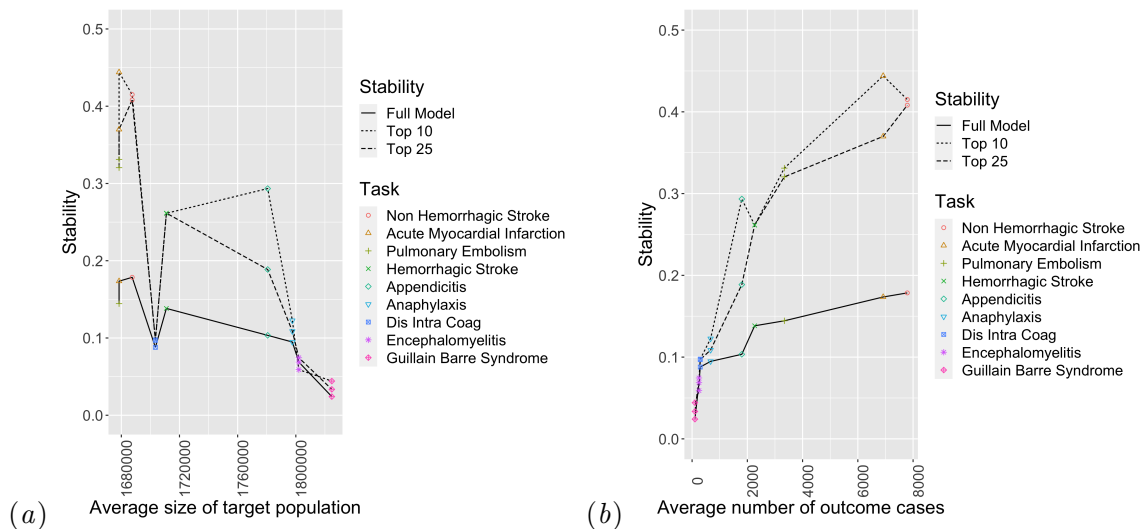 0.5
0.4
0.3
0.2
0.1
0.0
Stability
1680000
1720000
1760000
1800000
Average size of target population
(a)
Stability
Full Model
Top 10
Top 25
Task
Non Hemorrhagic Stroke
Acute Myocardial Infarction
Pulmonary Embolism
Hemorrhagic Stroke
Appendicitis
Anaphylaxis
Dis Intra Coag
Encephalomyelitis
Guillain Barre Syndrome
0.5
0.4
0.3
0.2
0.1
0.0
Stability
0
2000
4000
6000
8000
Average number of outcome cases
(b)
Stability
Full Model
Top 10
Top 25
Task
Non Hemorrhagic Stroke
Acute Myocardial Infarction
Pulmonary Embolism
Hemorrhagic Stroke
Appendicitis
Anaphylaxis
Dis Intra Coag
Encephalomyelitis
Guillain Barre Syndrome